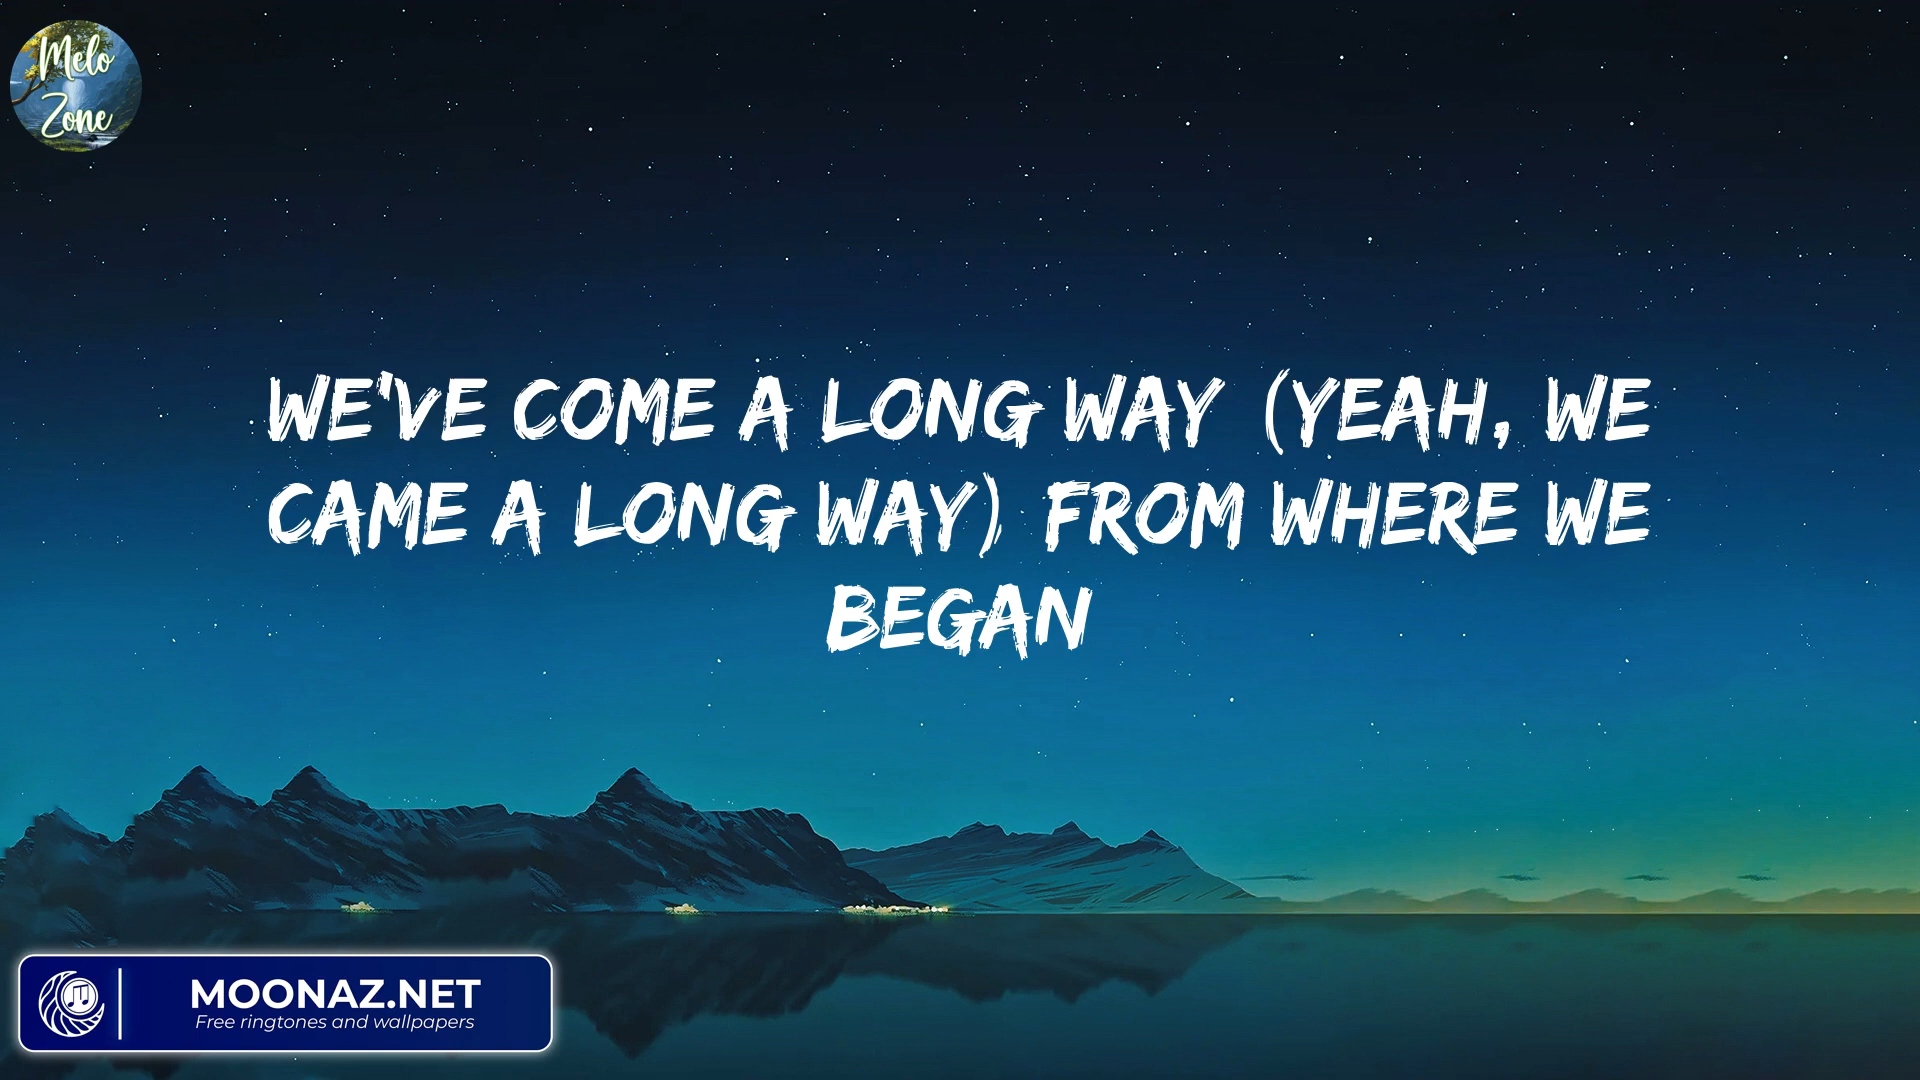 Melo
Zone
WE'VE COME A LONG WAY (YEAH, WE
CAME A LONG WAY) FROM WHERE WE
BEGAN
MOONAZ.NET
Free ringtones and wallpapers